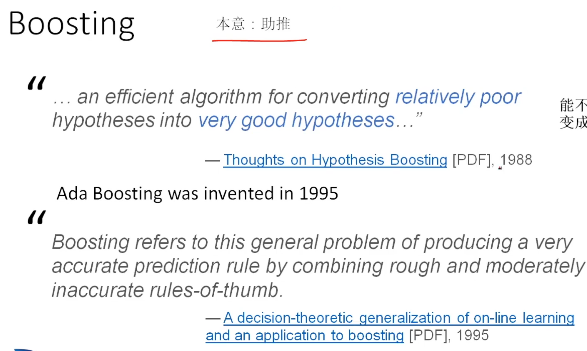 Boosting
本意：助推
“ … an efficient algorithm for converting relatively poor
hypotheses into very good hypotheses…”
能不
变成
— Thoughts on Hypothesis Boosting [PDF], 1988
Ada Boosting was invented in 1995
“
Boosting refers to this general problem of producing a very
accurate prediction rule by combining rough and moderately
inaccurate rules-of-thumb.
— A decision-theoretic generalization of on-line learning
and an application to boosting [PDF], 1995